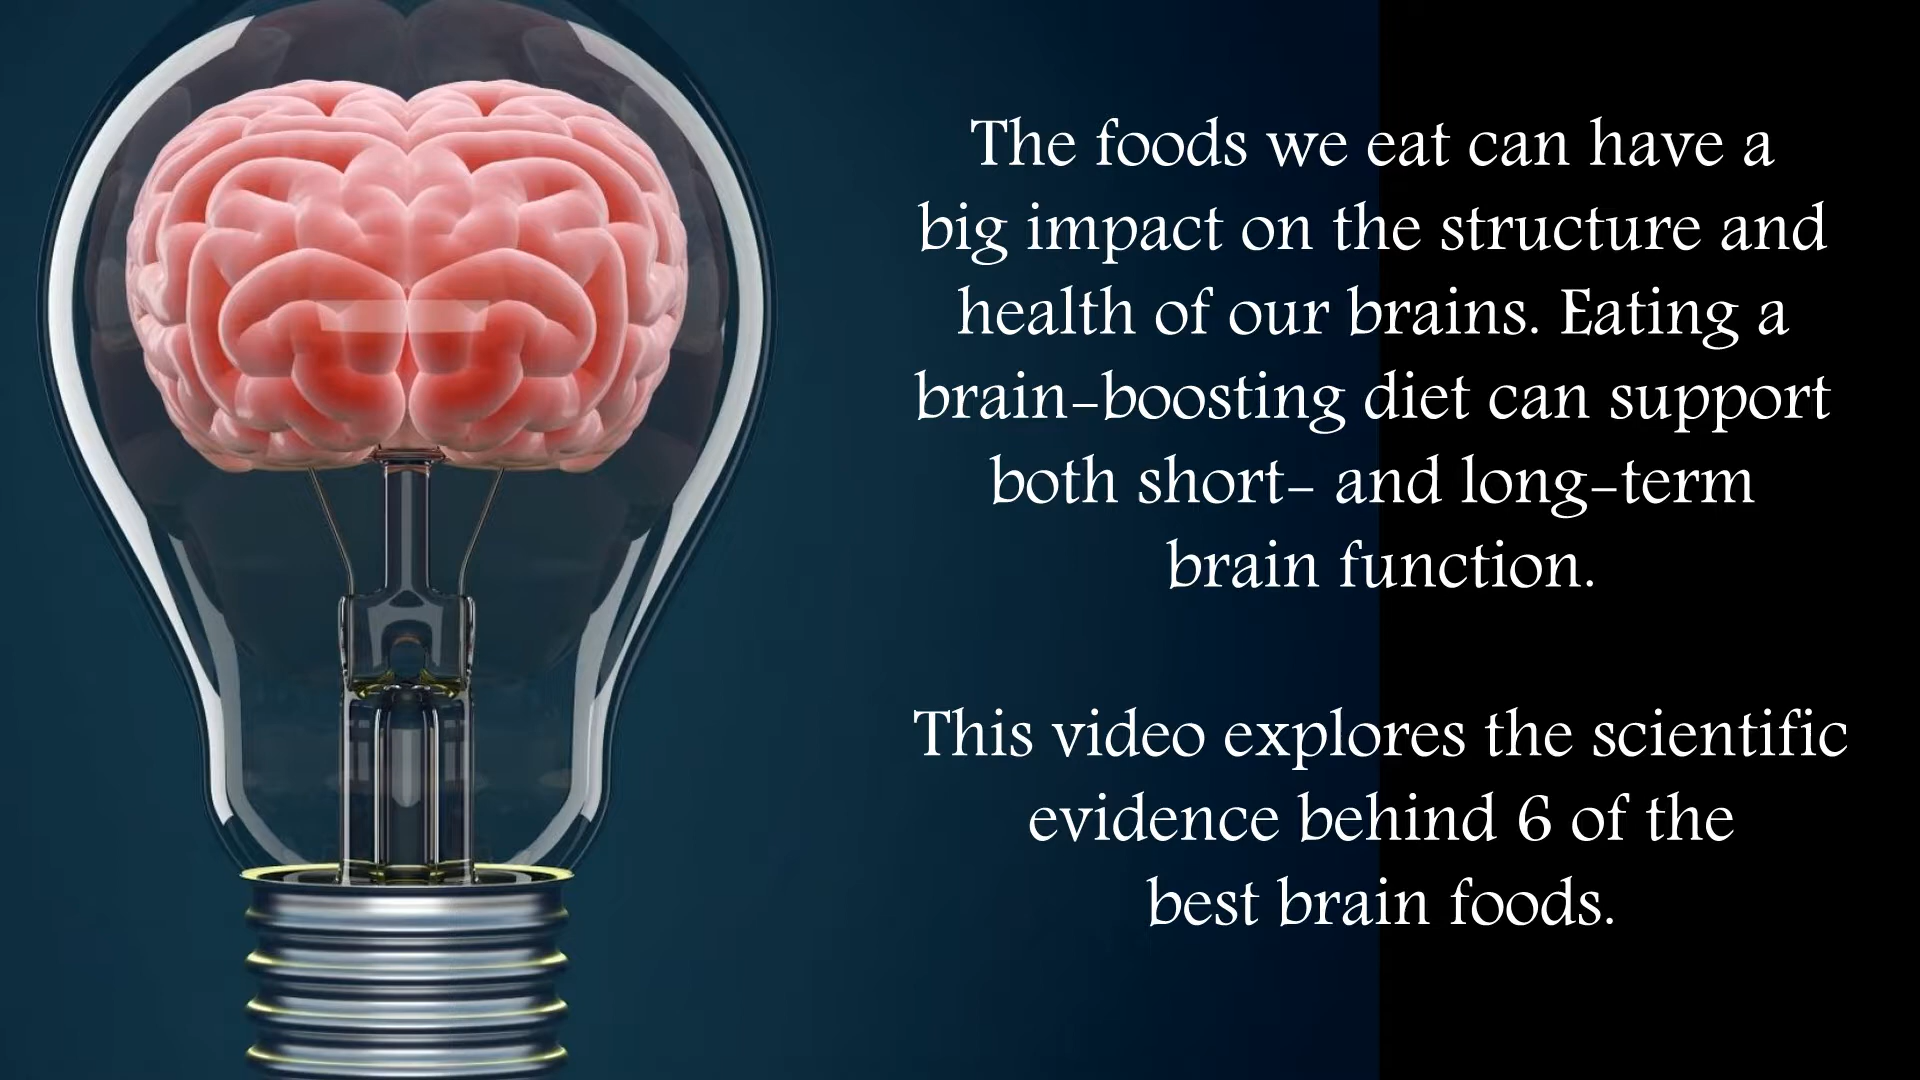 The foods we eat can have a
big impact on the structure and
health of our brains. Eating a
brain-boosting diet can support
both short- and long-term
brain function.
This video explores the scientific
evidence behind 6 of the
best brain foods.